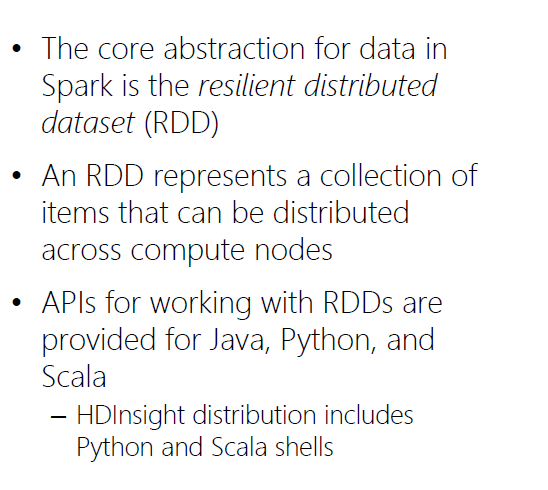 • The core abstraction for data in
Spark is the resilient distributed
dataset (RDD)
• An RDD represents a collection of
items that can be distributed
across compute nodes
• APIs for working with RDDs are
provided for Java, Python, and
Scala
– HDInsight distribution includes
Python and Scala shells